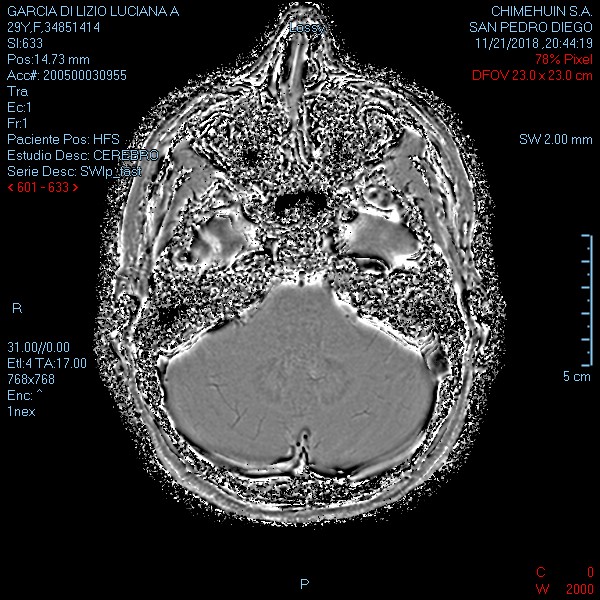 GARCIA DI LIZIO LUCIANA A
29Y,F,34851414
Sl:633
Pos:14.73 mm
Acc#: 200500030955
Tra
Ec:1
Fr:1
Paciente Pos: HFS
Estudio Desc: CEREBRO
Serie Desc: SWIp_fast
< 601 - 633 >
Lossy
CHIMEHUIN S.A.
SAN PEDRO DIEGO
11/21/2018 ,20:44:19
78% Pixel
DFOV 23.0 x 23.0 cm
SW 2.00 mm
R
31.00//0.00
Etl:4 TA:17.00
768x768
Enc: ^
1nex
5 cm
P
C 0
W 2000